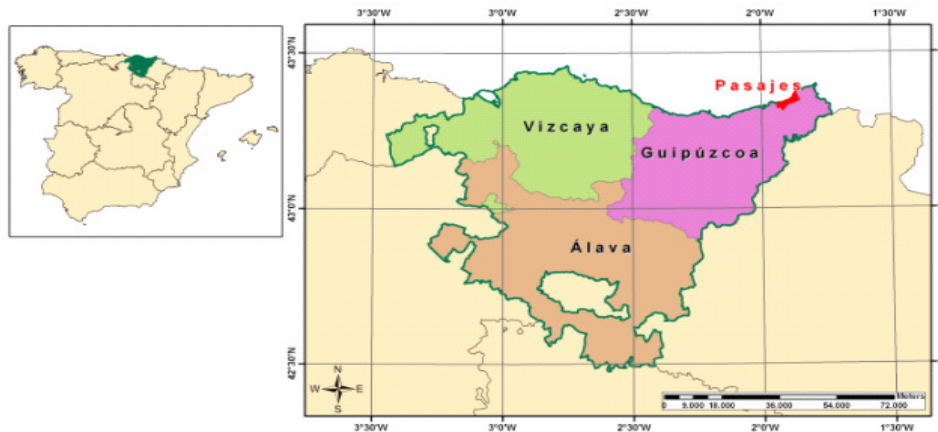 3°30'W 3°0'W 2°30'W 2°0'W 1°30'W
43°30'N
Pasajes
Vizcaya
Guipúzcoa
43°0'N
Álava
42°30'N
N
W E
S
Meters
0 9.000 18.000 36.000 54.000 72.000
3°30'W 3°0'W 2°30'W 2°0'W 1°30'W